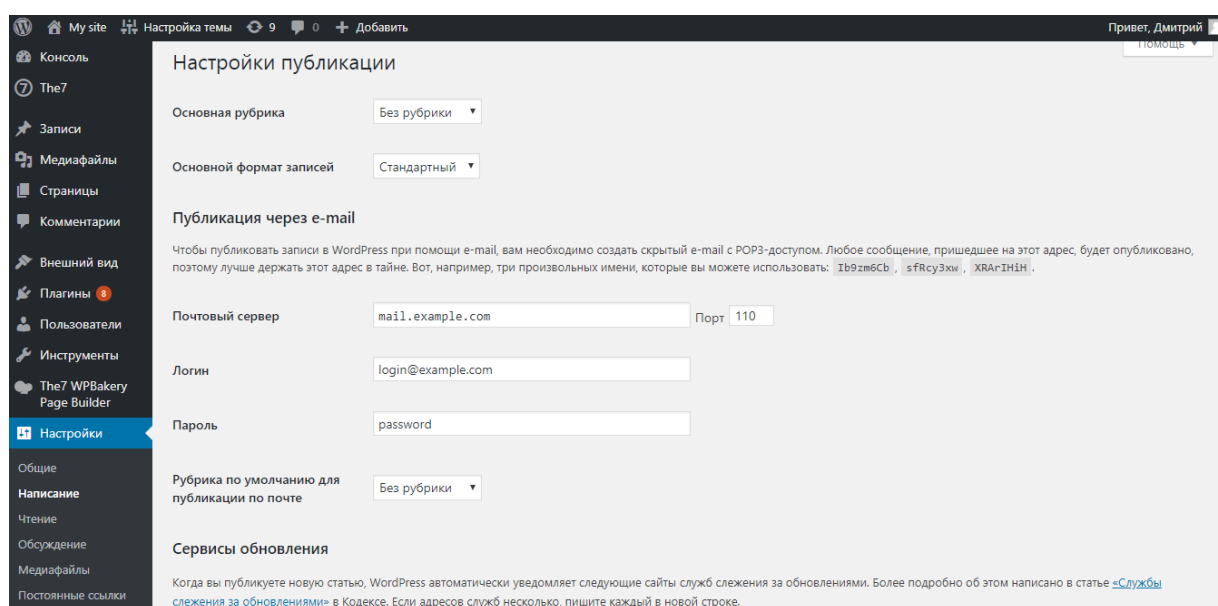 My site Настройка темы 9 0 Добавить Привет, Дмитрий
Помощь
Консоль
The7
Записи
Медиафайлы
Страницы
Комментарии
Внешний вид
Плагины 8
Пользователи
Инструменты
The7 WPBakery
Page Builder
Настройки
Общие
Написание
Чтение
Обсуждение
Медиафайлы
Постоянные ссылки
Настройки публикации
Основная рубрика Без рубрики
Основной формат записей Стандартный
Публикация через e-mail
Чтобы публиковать записи в WordPress при помощи e-mail, вам необходимо создать скрытый e-mail с POP3-доступом. Любое сообщение, пришедшее на этот адрес, будет опубликовано,
поэтому лучше держать этот адрес в тайне. Вот, например, три произвольных имени, которые вы можете использовать: Ib9zm6Cb , sfRcy3xw , XRArIHiH .
Почтовый сервер mail.example.com Порт 110
Логин login@example.com
Пароль password
Рубрика по умолчанию для
публикации по почте Без рубрики
Сервисы обновления
Когда вы публикуете новую статью, WordPress автоматически уведомляет следующие сайты служб слежения за обновлениями. Более подробно об этом написано в статье «Службы
слежения за обновлениями» в Кодексе. Если адресов служб несколько, пишите каждый в новой строке.